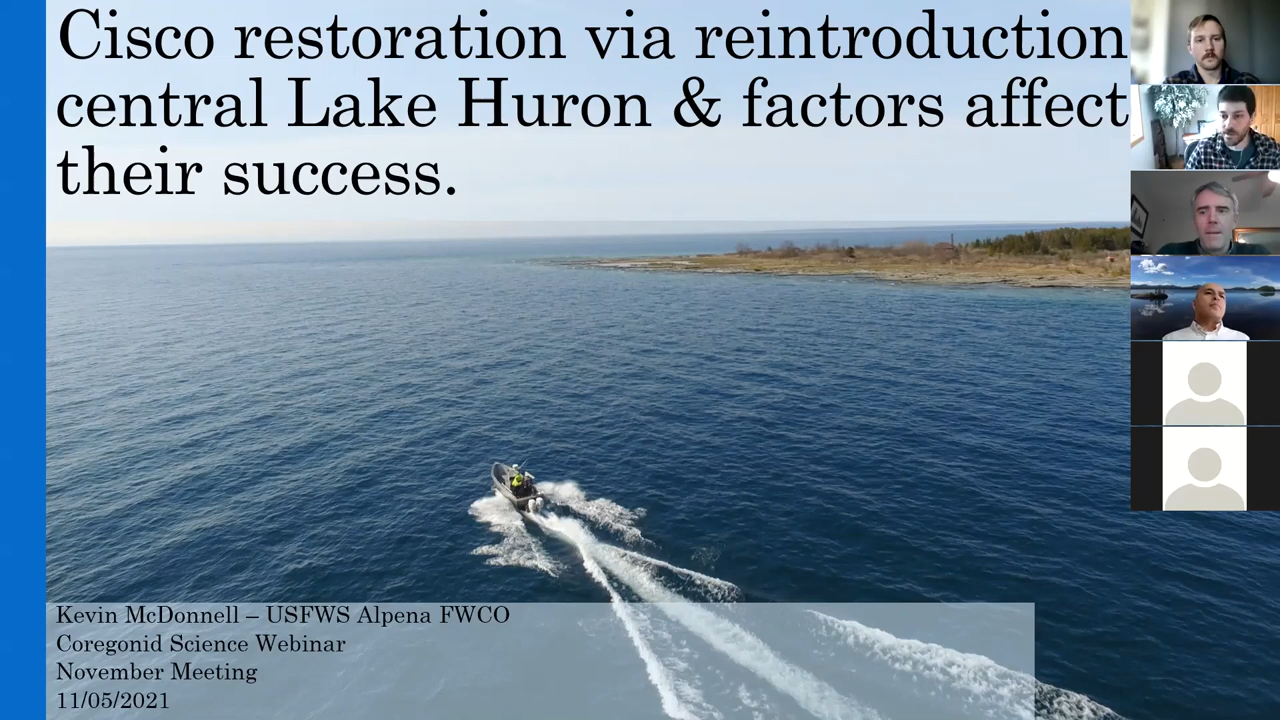 Cisco restoration via reintroduction
central Lake Huron & factors affect
their success.
Kevin McDonnell – USFWS Alpena FWCO
Coregonid Science Webinar
November Meeting
11/05/2021